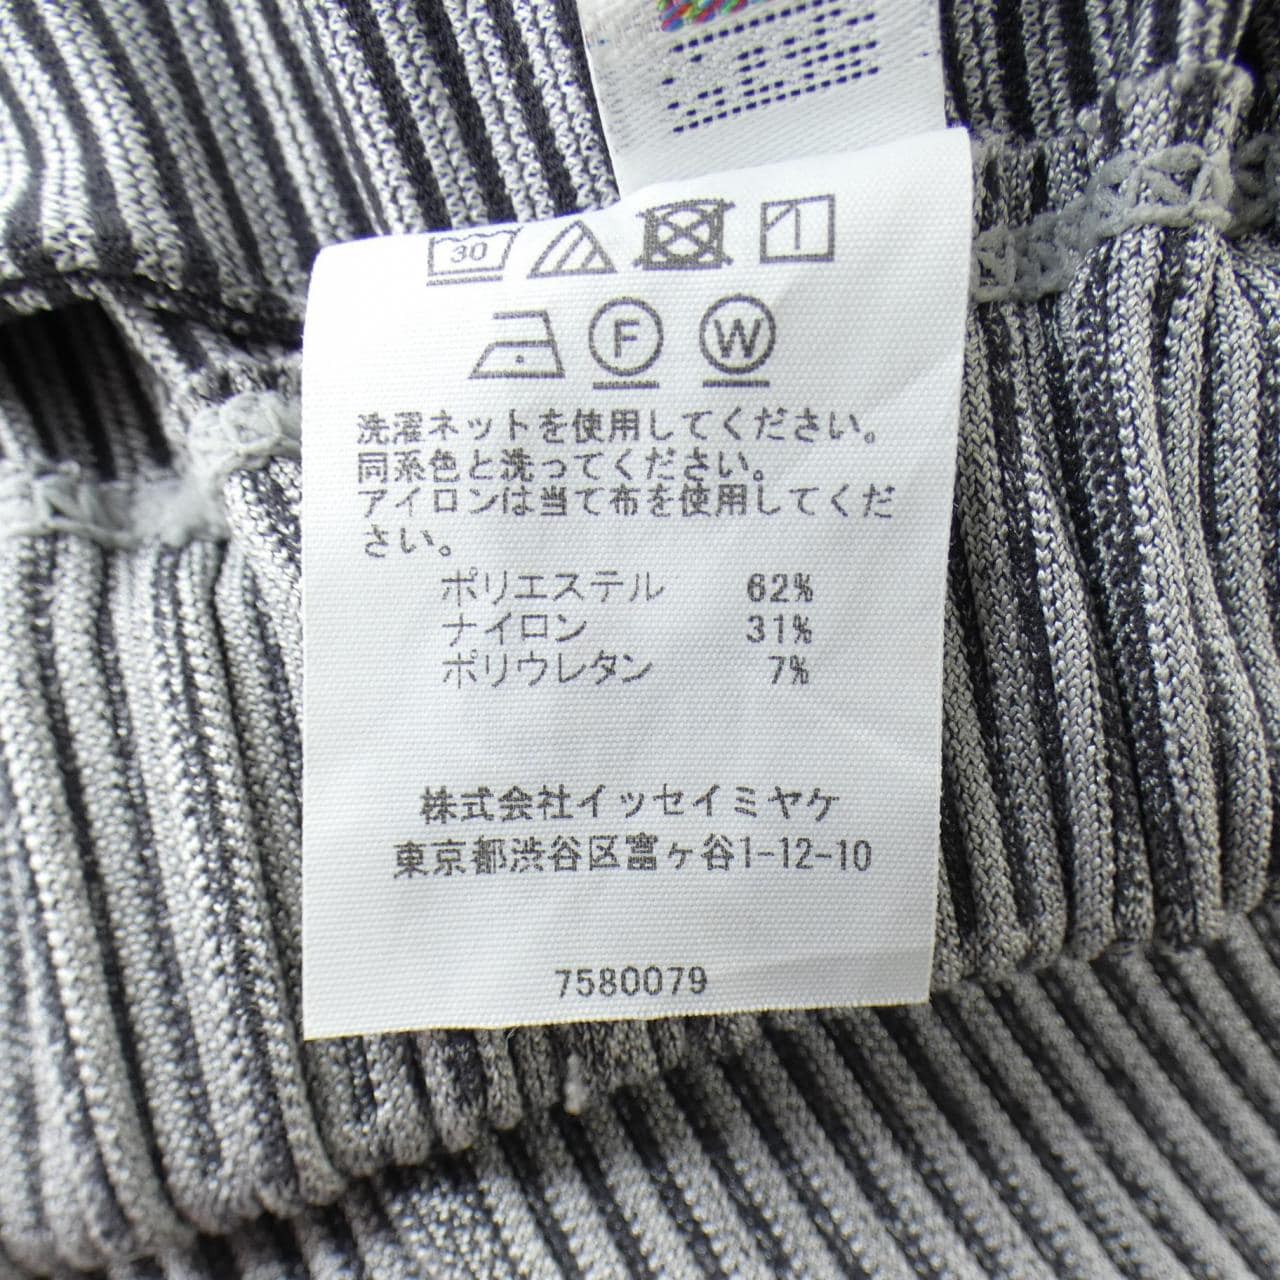 30
F W
洗濯ネットを使用してください。
同系色と洗ってください。
アイロンは当て布を使用してくだ
さい。
ポリエステル 62%
ナイロン 31%
ポリウレタン 7%
株式会社イッセイミヤケ
東京都渋谷区富ヶ谷1-12-10
7580079